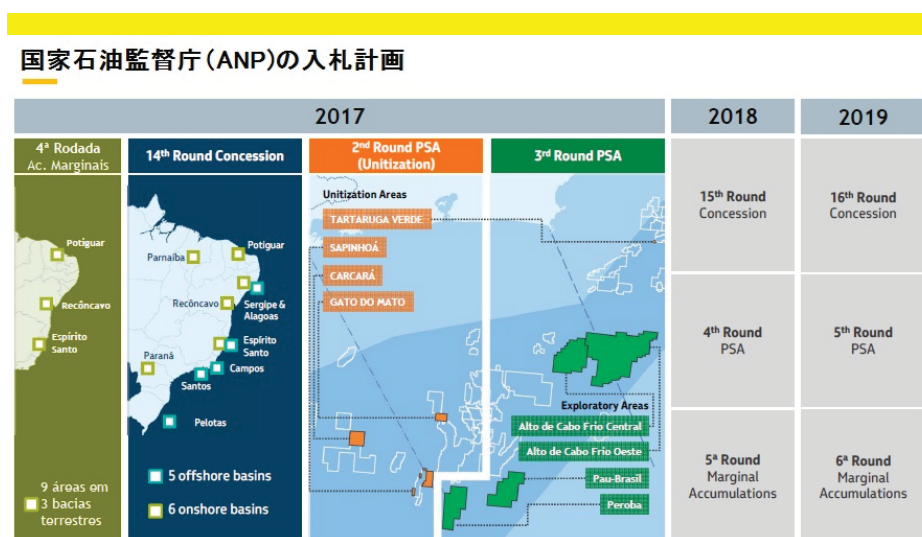 国家石油監督庁(ANP)の入札計画
2017
2018
2019
4ª Rodada
Ac. Marginais
Potiguar
Recôncavo
Espírito
Santo
9 áreas em
3 bacias
terrestres
14th Round Concession
Parnaíba
Potiguar
Recôncavo
Sergipe &
Alagoas
Espírito
Santo
Paraná
Campos
Santos
Pelotas
5 offshore basins
6 onshore basins
2nd Round PSA
(Unitization)
Unitization Areas
TARTARUGA VERDE
SAPINHOÁ
CARCARÁ
GATO DO MATO
3rd Round PSA
Exploratory Areas
Alto de Cabo Frio Central
Alto de Cabo Frio Oeste
Pau-Brasil
Peroba
15th Round
Concession
4th Round
PSA
5ª Round
Marginal
Accumulations
16th Round
Concession
5th Round
PSA
6ª Round
Marginal
Accumulations